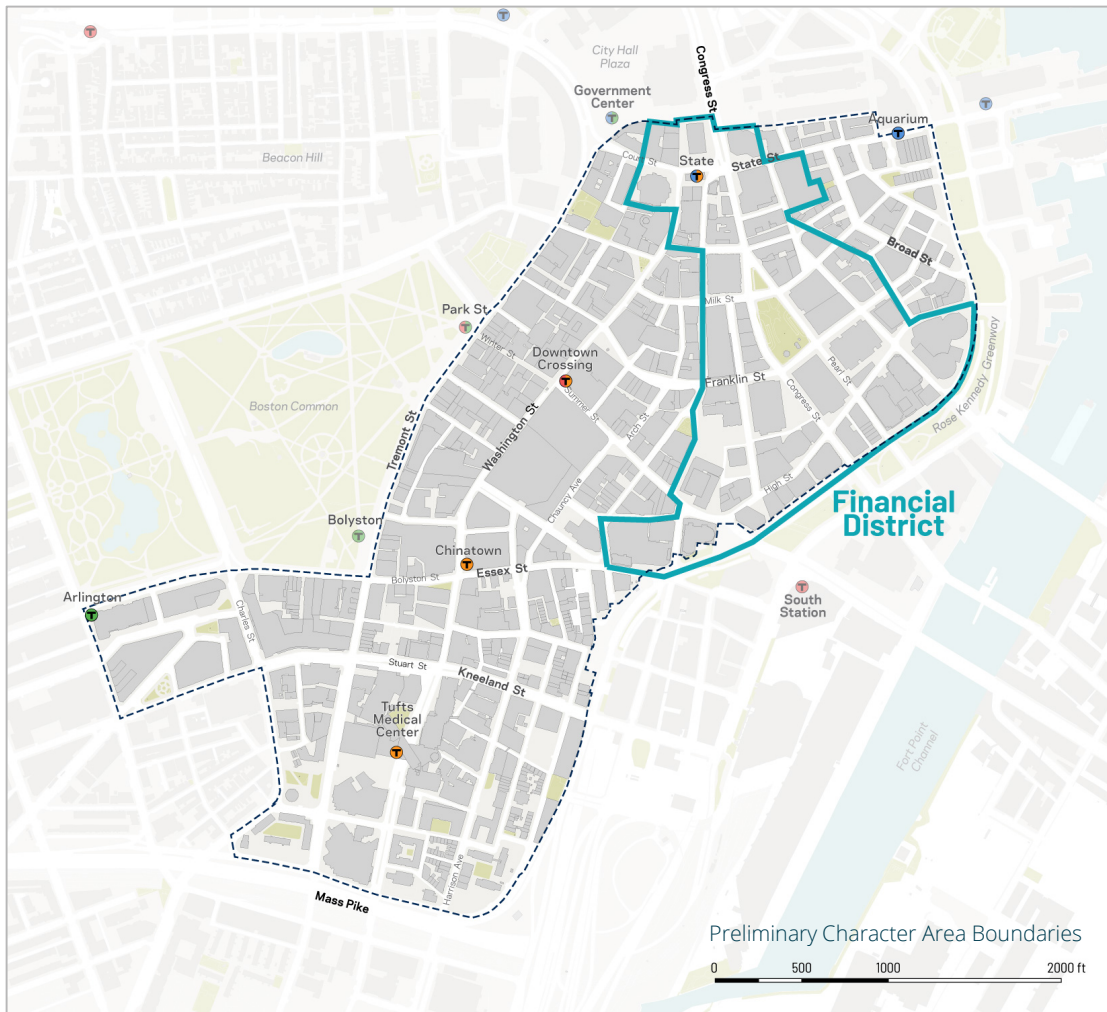 City Hall
Plaza
Congress St
Government
Center
Aquarium
Beacon Hill
Court St
State
State St
Broad St
Park St
Milk St
Winter St
Downtown
Crossing
Summer St
Franklin St
Pearl St
Congress St
Rose Kennedy Greenway
Boston Common
Tremont St
Washington St
Arch St
Chauncy Ave
High St
Financial
District
Bolyston
Chinatown
Essex St
Bolyston St
Arlington
Charles St
South
Station
Stuart St
Kneeland St
Tufts
Medical
Center
Fort Point
Channel
Harrison Ave
Mass Pike
Preliminary Character Area Boundaries
0 500 1000 2000 ft
T
T
T
T
T
T
T
T
T
T
T
T
T